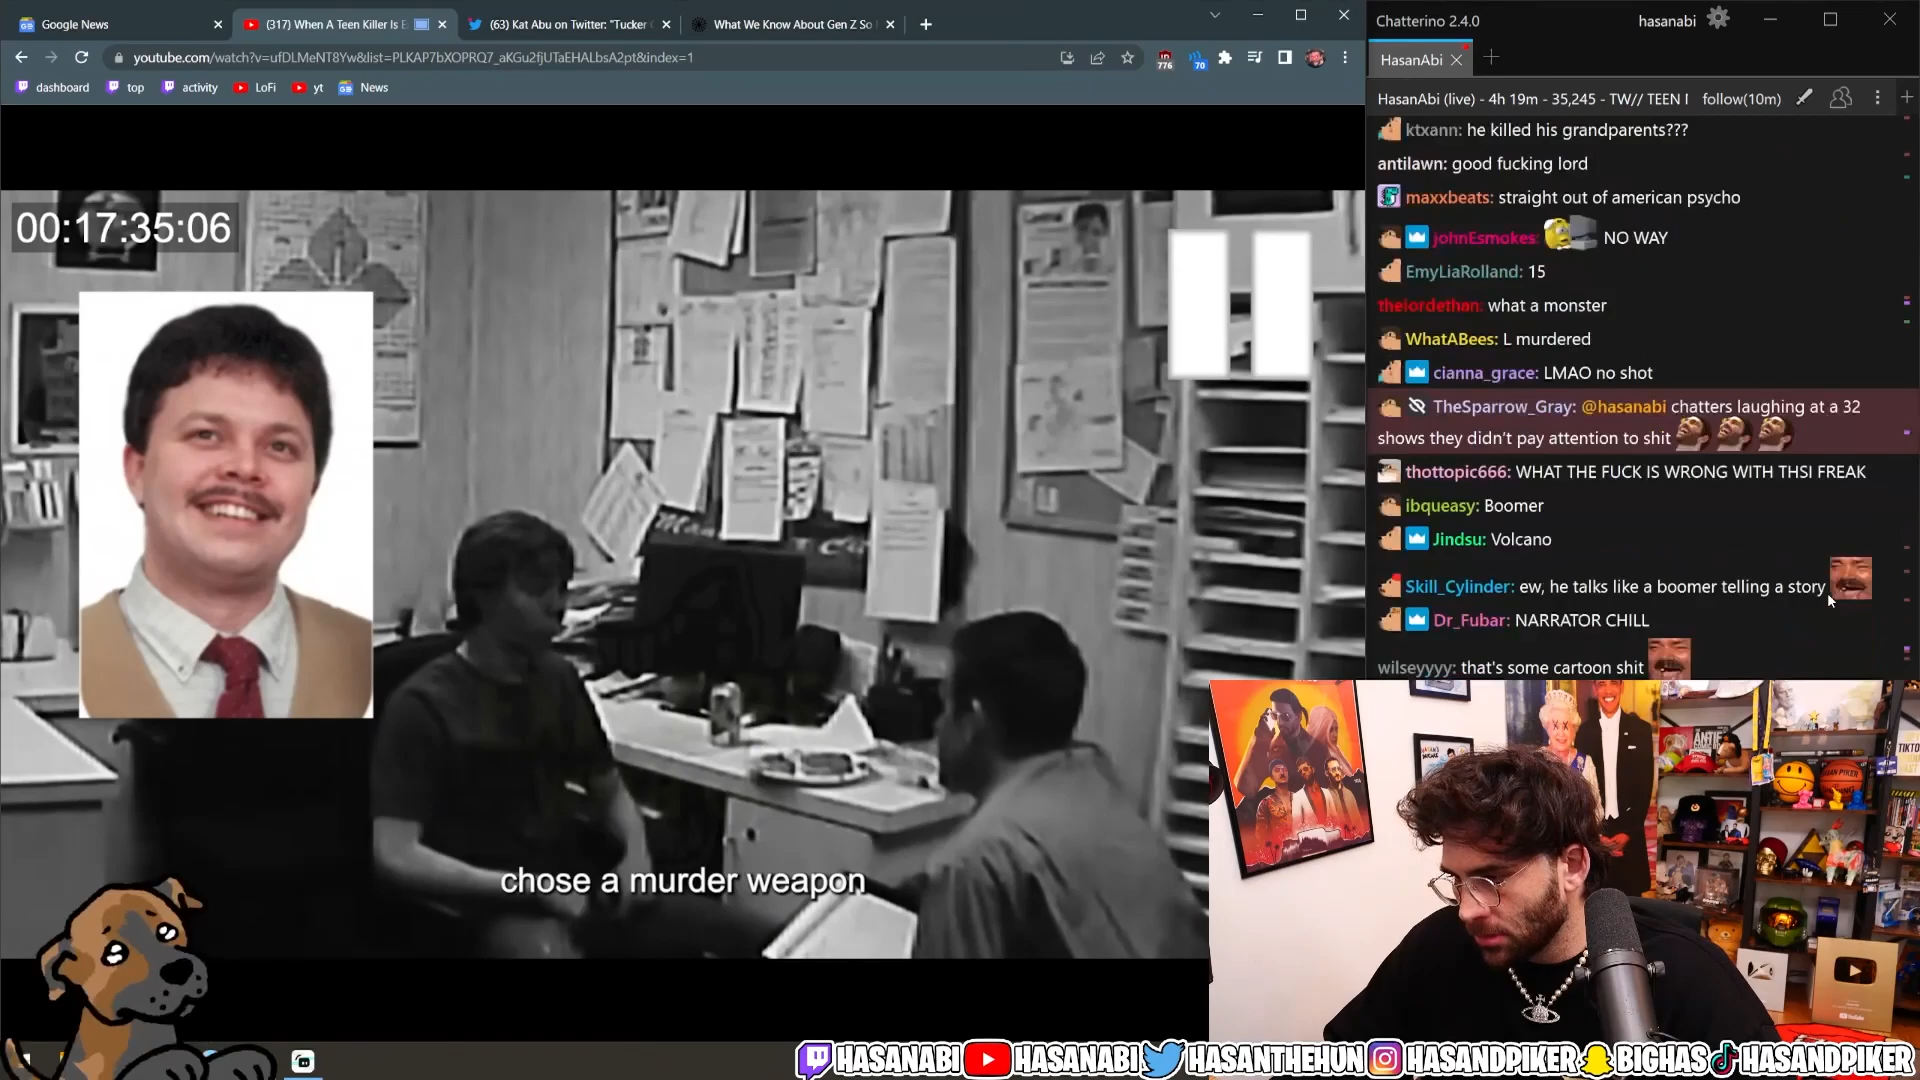 Google News
(317) When A Teen Killer Is E
(63) Kat Abu on Twitter: "Tucker C
What We Know About Gen Z So
youtube.com/watch?v=ufDLMeNT8Yw&list=PLKAP7bXOPRQ7_aKGu2fjUTaEHALbsA2pt&index=1
776
70
dashboard
top
activity
LoFi
yt
News
00:17:35:06
chose a murder weapon
Chatterino 2.4.0
hasanabi
HasanAbi
HasanAbi (live) - 4h 19m - 35,245 - TW// TEEN
follow(10m)
ktxann: he killed his grandparents???
antilawn: good fucking lord
maxxbeats: straight out of american psycho
johnEsmokes: NO WAY
EmyLiaRolland: 15
thelordethan: what a monster
WhatABees: L murdered
cianna_grace: LMAO no shot
TheSparrow_Gray: @hasanabi chatters laughing at a 32
shows they didn't pay attention to shit
thottopic666: WHAT THE FUCK IS WRONG WITH THSI FREAK
ibqueasy: Boomer
Jindsu: Volcano
Skill_Cylinder: ew, he talks like a boomer telling a story
Dr_Fubar: NARRATOR CHILL
wilseyyyy: that's some cartoon shit
HASANABI
HASANABI
HASANTHEHUN
HASANDPIKER
BIGHAS
HASANDPIKER